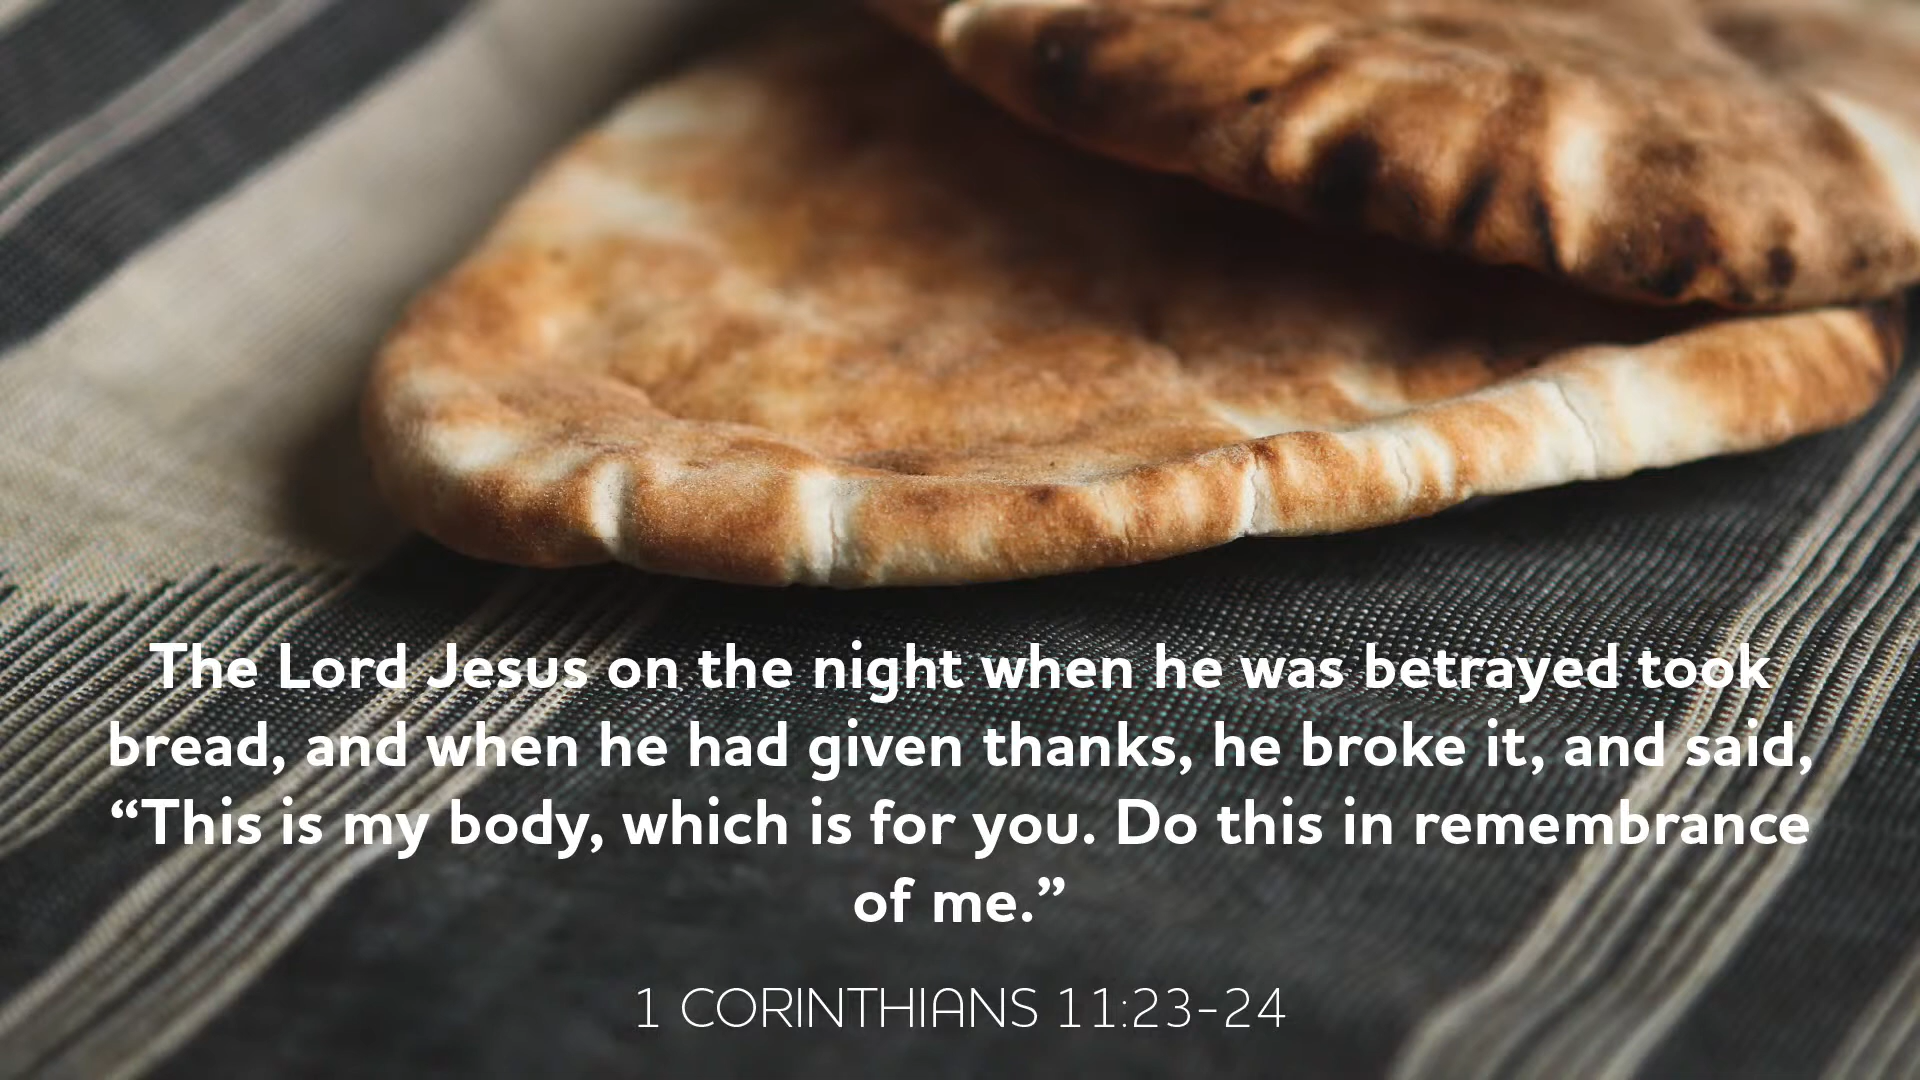 The Lord Jesus on the night when he was betrayed took
bread, and when he had given thanks, he broke it, and said,
“This is my body, which is for you. Do this in remembrance
of me.”
1 CORINTHIANS 11:23-24